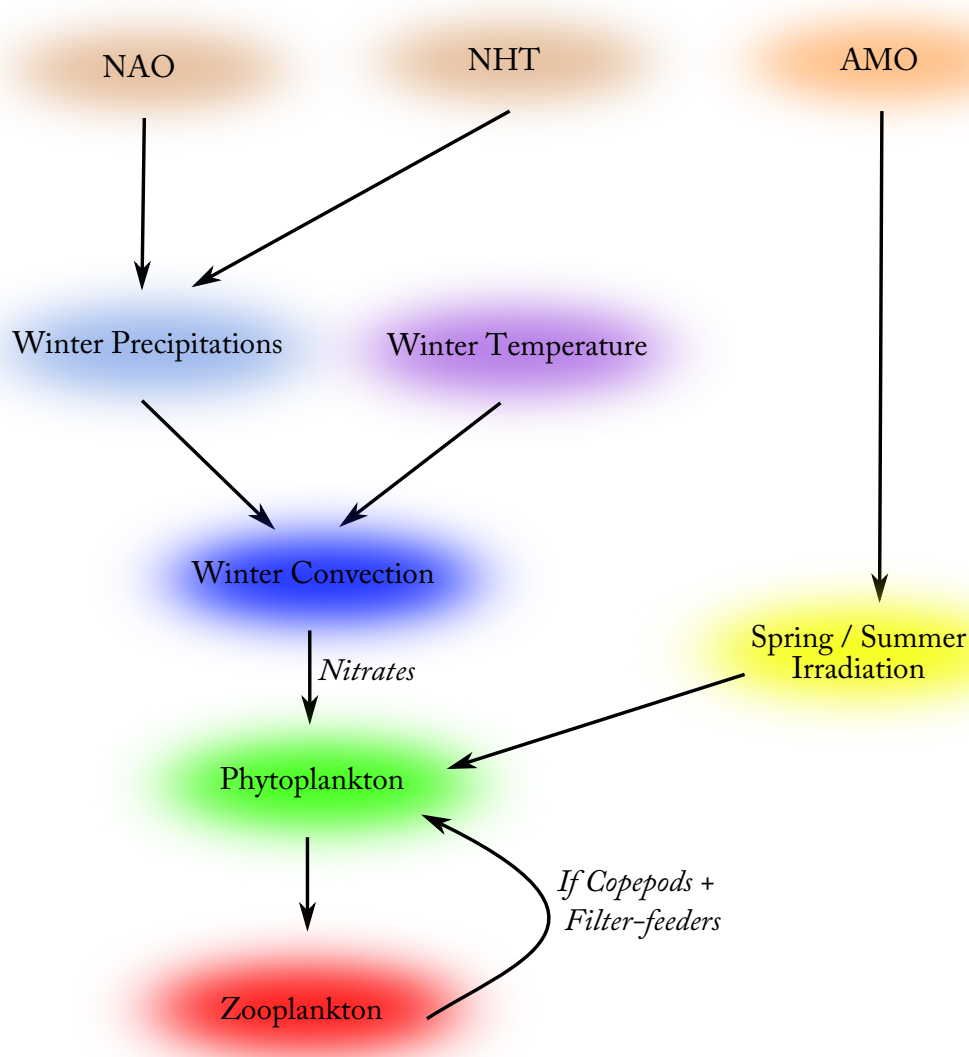 NAO
NHT
AMO
Winter Precipitations
Winter Temperature
Winter Convection
Spring / Summer
Irradiation
Nitrates
Phytoplankton
If Copepods +
Filter-feeders
Zooplankton